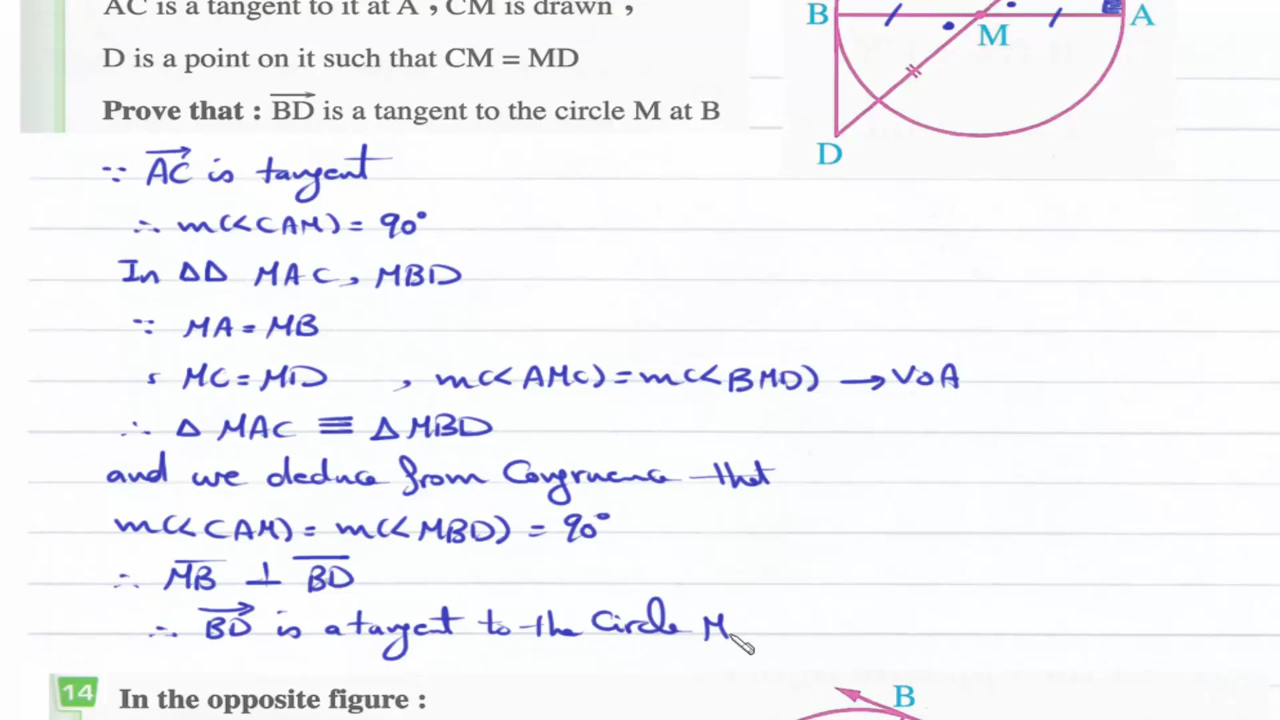 AC is a tangent to it at A , CM is drawn ,
D is a point on it such that CM = MD
Prove that : BD is a tangent to the circle M at B
B
M
A
D
∵ AC is tangent
∴ m(<CAM) = 90°
In ΔΔ MAC, MBD
∵ MA = MB
, MC = MD , m(<AMC) = m(<BMD) → VOA
∴ Δ MAC ≡ Δ MBD
and we deduce from Congruence that
m(<CAM) = m(<MBD) = 90°
∴ MB ⊥ BD
∴ BD is a tangent to the Circle M
14 In the opposite figure :
B